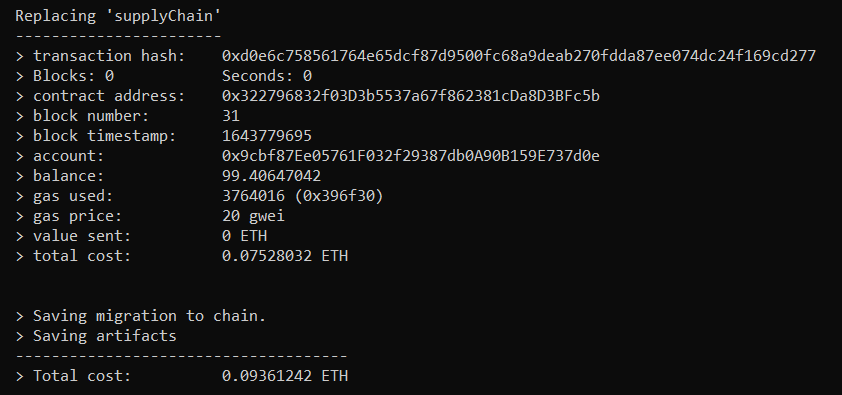 Replacing 'supplyChain'
-----------------------
> transaction hash:    0xd0e6c758561764e65dcf87d9500fc68a9deab270fdda87ee074dc24f169cd277
> Blocks: 0            Seconds: 0
> contract address:    0x322796832f03D3b5537a67f862381cDa8D3BFc5b
> block number:        31
> block timestamp:     1643779695
> account:             0x9cbf87Ee05761F032f29387db0A90B159E737d0e
> balance:             99.40647042
> gas used:            3764016 (0x396f30)
> gas price:           20 gwei
> value sent:          0 ETH
> total cost:          0.07528032 ETH
> Saving migration to chain.
> Saving artifacts
-------------------------------------
> Total cost:          0.09361242 ETH